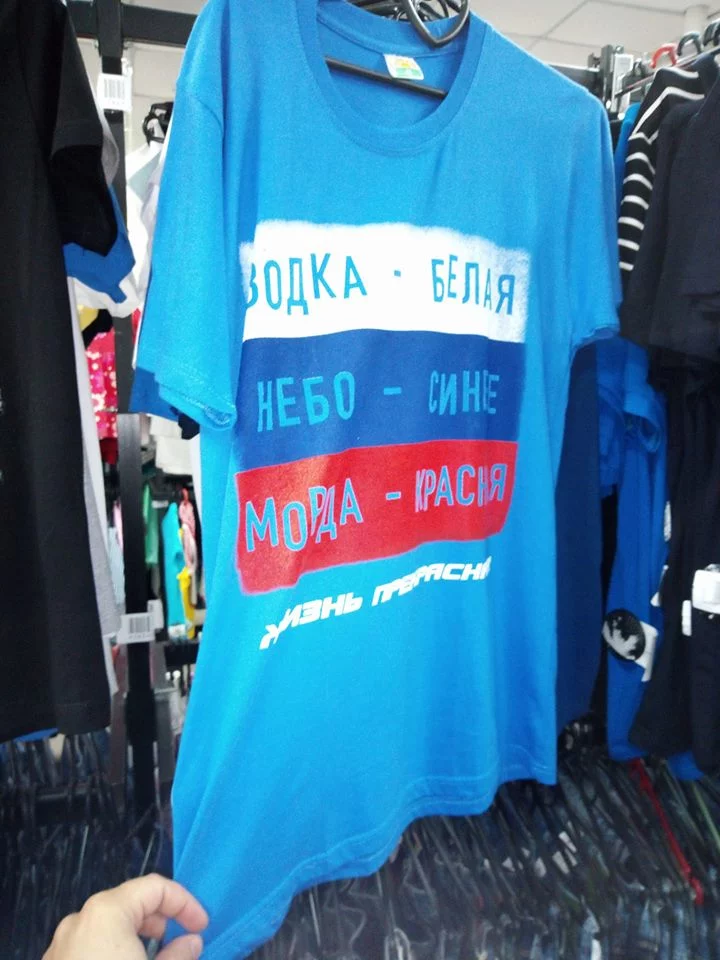 ВОДКА - БЕЛАЯ
НЕБО - СИНЕЕ
МОРДА - КРАСНАЯ
ЖИЗНЬ ПРЕКРАСНА